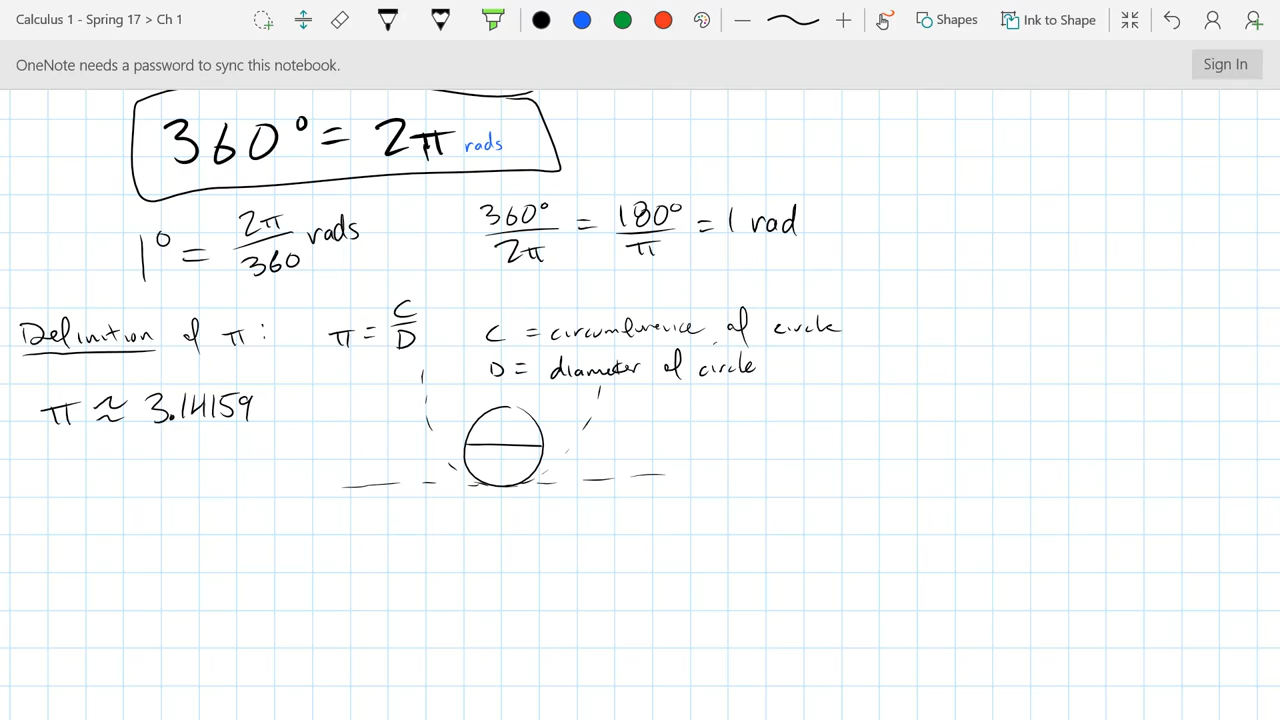 Calculus 1 - Spring 17 > Ch 1
Shapes
Ink to Shape
OneNote needs a password to sync this notebook.
Sign In
360° = 2π rads
1° = 2π/360 rads
360°/2π = 180°/π = 1 rad
Definition of π: π = C/D C = circumference of circle
D = diameter of circle
π ≈ 3.14159